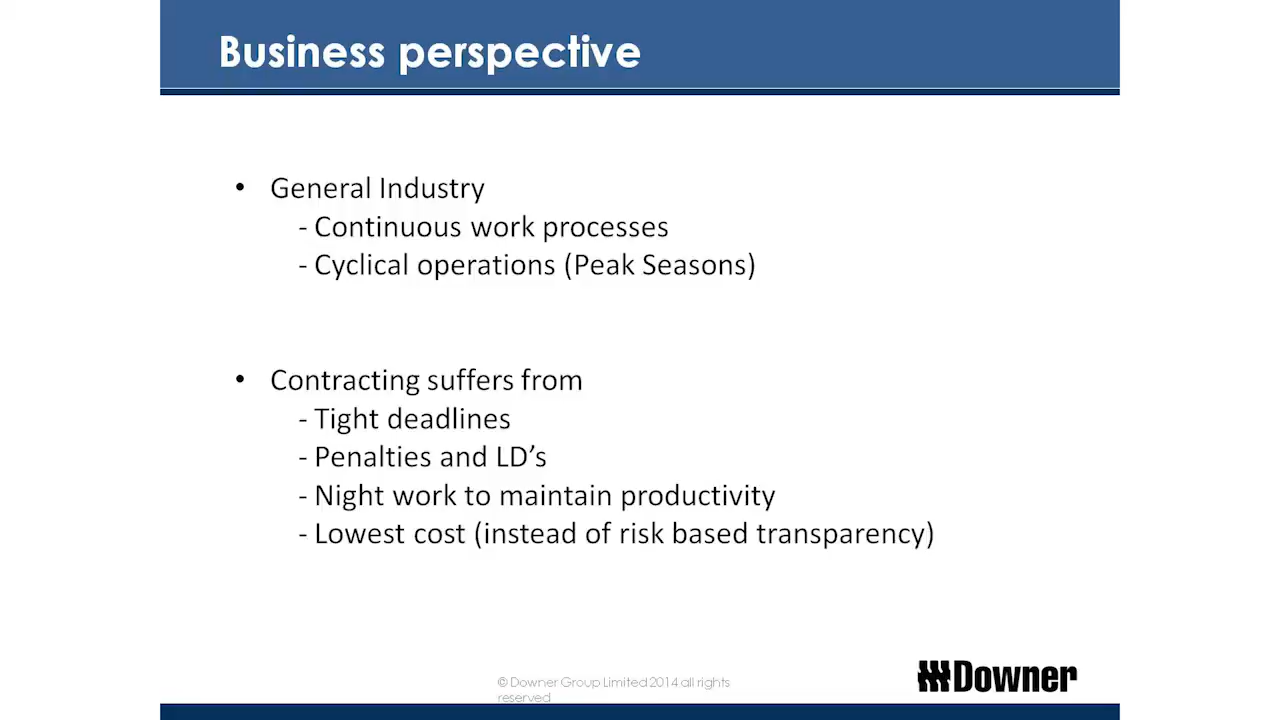 Business perspective
• General Industry
- Continuous work processes
- Cyclical operations (Peak Seasons)
• Contracting suffers from
- Tight deadlines
- Penalties and LD’s
- Night work to maintain productivity
- Lowest cost (instead of risk based transparency)
© Downer Group Limited 2014 all rights
reserved
Downer